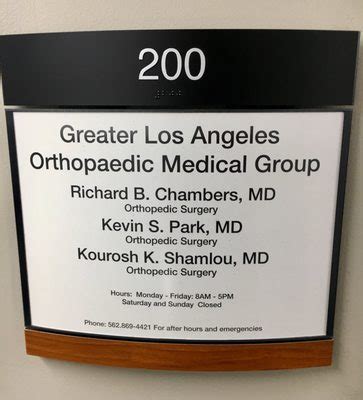 200
Greater Los Angeles
Orthopaedic Medical Group
Richard B. Chambers, MD
Orthopedic Surgery
Kevin S. Park, MD
Orthopedic Surgery
Kourosh K. Shamlou, MD
Orthopedic Surgery
Hours: Monday - Friday: 8AM - 5PM
Saturday and Sunday Closed
Phone: 562.869-4421 For after hours and emergencies